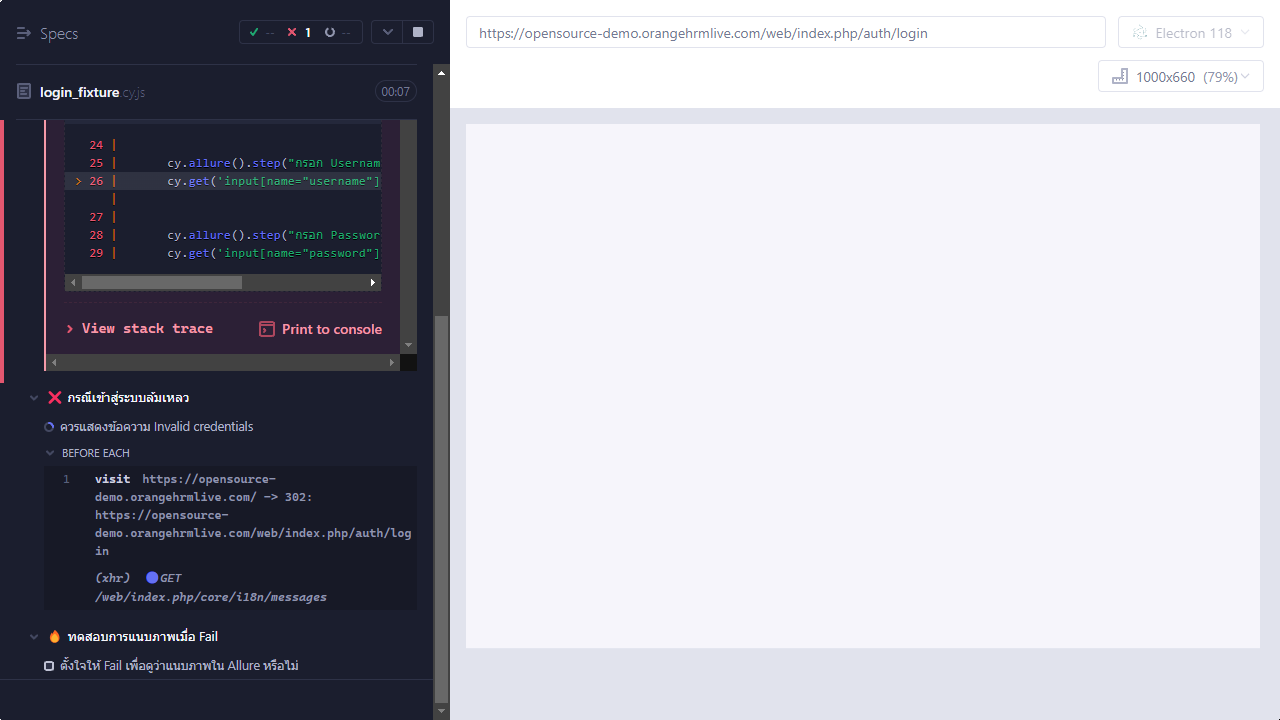 Specs
-- 1 --
https://opensource-demo.orangehrmlive.com/web/index.php/auth/login
Electron 118
1000x660 (79%)
login_fixture.cy.js
00:07
24 |
25 | cy.allure().step("กรอก Usernam
> 26 | cy.get('input[name="username"]
|
27 |
28 | cy.allure().step("กรอก Passwor
29 | cy.get('input[name="password"]
View stack trace
Print to console
❌ กรณีเข้าสู่ระบบล้มเหลว
ควรแสดงข้อความ Invalid credentials
BEFORE EACH
1 visit https://opensource-
demo.orangehrmlive.com/ -> 302:
https://opensource-
demo.orangehrmlive.com/web/index.php/auth/log
in
(xhr) GET
/web/index.php/core/i18n/messages
🔥 ทดสอบการแนบภาพเมื่อ Fail
ตั้งใจให้ Fail เพื่อดูว่าแนบภาพใน Allure หรือไม่